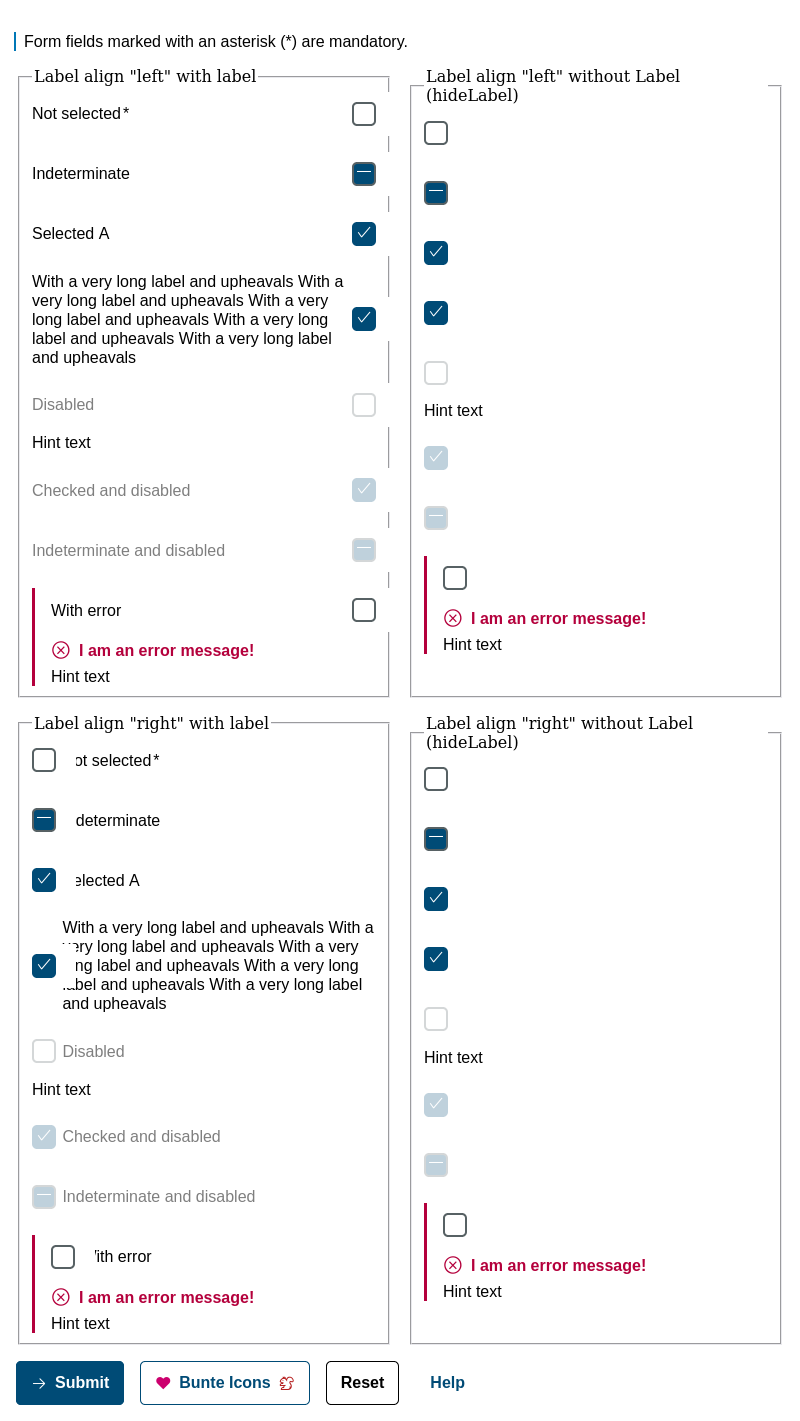 Form fields marked with an asterisk (*) are mandatory.
Label align "left" with label
Not selected*
Indeterminate
Selected A
With a very long label and upheavals With a
very long label and upheavals With a very
long label and upheavals With a very long
label and upheavals With a very long label
and upheavals
Disabled
Hint text
Checked and disabled
Indeterminate and disabled
With error
I am an error message!
Hint text
Label align "left" without Label
(hideLabel)
Hint text
I am an error message!
Hint text
Label align "right" with label
ot selected*
determinate
elected A
With a very long label and upheavals With a
very long label and upheavals With a very
ng label and upheavals With a very long
label and upheavals With a very long label
and upheavals
Disabled
Hint text
Checked and disabled
Indeterminate and disabled
ith error
I am an error message!
Hint text
Label align "right" without Label
(hideLabel)
Hint text
I am an error message!
Hint text
Submit
Bunte Icons
Reset
Help